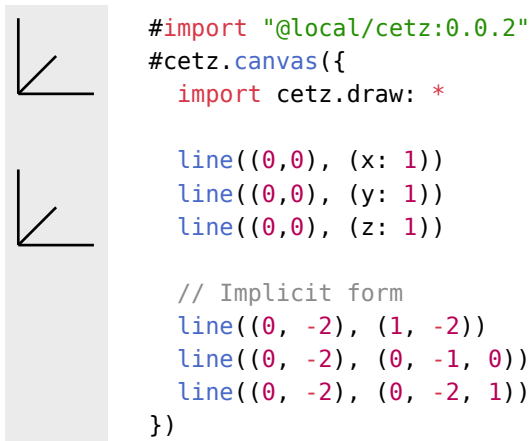 #import "@local/cetz:0.0.2"
#cetz.canvas({
  import cetz.draw: *

  line((0,0), (x: 1))
  line((0,0), (y: 1))
  line((0,0), (z: 1))

  // Implicit form
  line((0, -2), (1, -2))
  line((0, -2), (0, -1, 0))
  line((0, -2), (0, -2, 1))
})